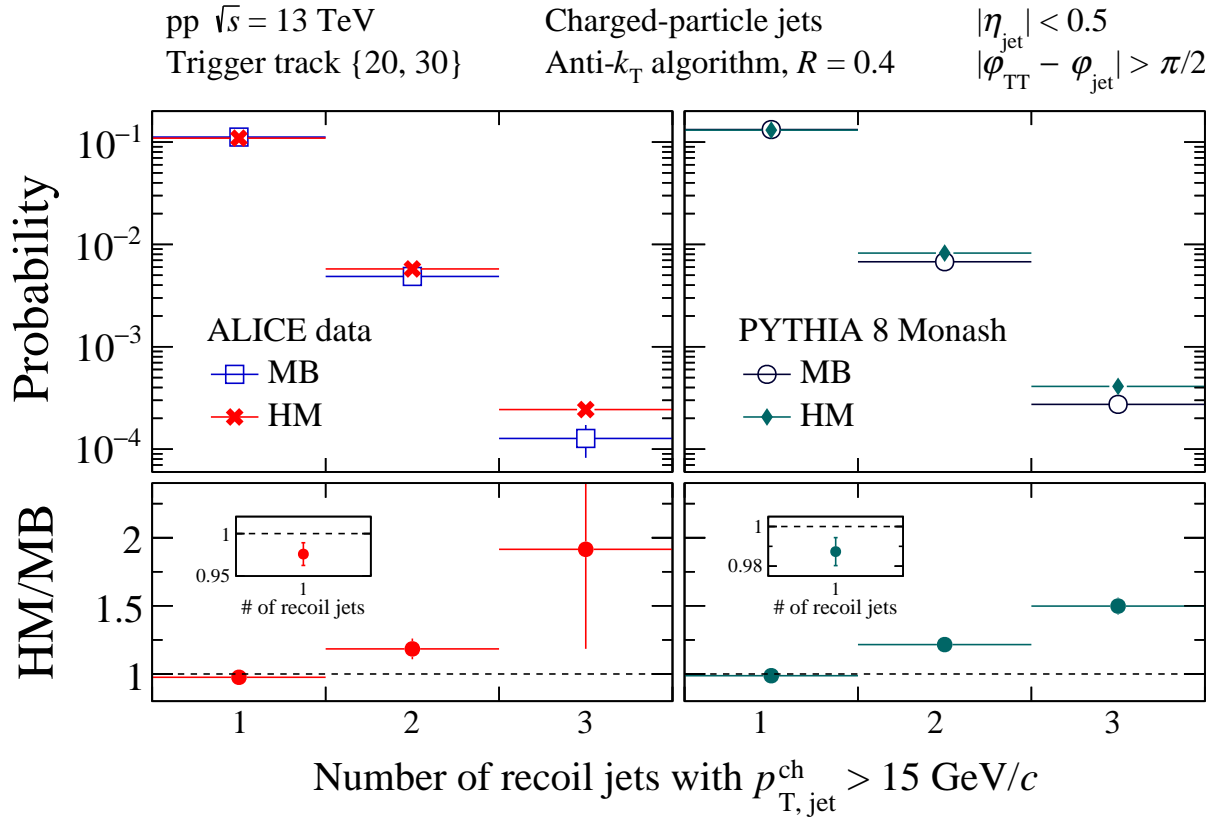 pp √s = 13 TeV Charged-particle jets |η_jet| < 0.5
Trigger track {20, 30} Anti-k_T algorithm, R = 0.4 |φ_TT − φ_jet| > π/2
Probability
10^−1
10^−2
10^−3
10^−4
ALICE data
MB
HM
PYTHIA 8 Monash
MB
HM
HM/MB
2
1.5
1
1
0.95
1
# of recoil jets
1
0.98
1
# of recoil jets
1 2 3 1 2 3
Number of recoil jets with p_T, jet^ch > 15 GeV/c